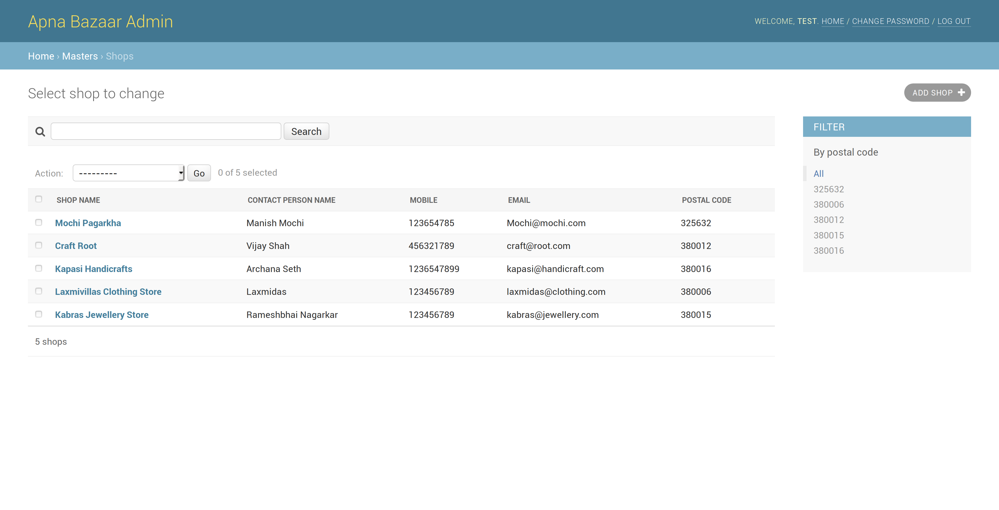 Apna Bazaar Admin
WELCOME, TEST. HOME / CHANGE PASSWORD / LOG OUT
Home › Masters › Shops
Select shop to change
ADD SHOP
Search
Action: --------- Go 0 of 5 selected
SHOP NAME CONTACT PERSON NAME MOBILE EMAIL POSTAL CODE
Mochi Pagarkha Manish Mochi 123654785 Mochi@mochi.com 325632
Craft Root Vijay Shah 456321789 craft@root.com 380012
Kapasi Handicrafts Archana Seth 1236547899 kapasi@handicraft.com 380016
Laxmivillas Clothing Store Laxmidas 123456789 laxmidas@clothing.com 380006
Kabras Jewellery Store Rameshbhai Nagarkar 123456789 kabras@jewellery.com 380015
5 shops
FILTER
By postal code
All
325632
380006
380012
380015
380016